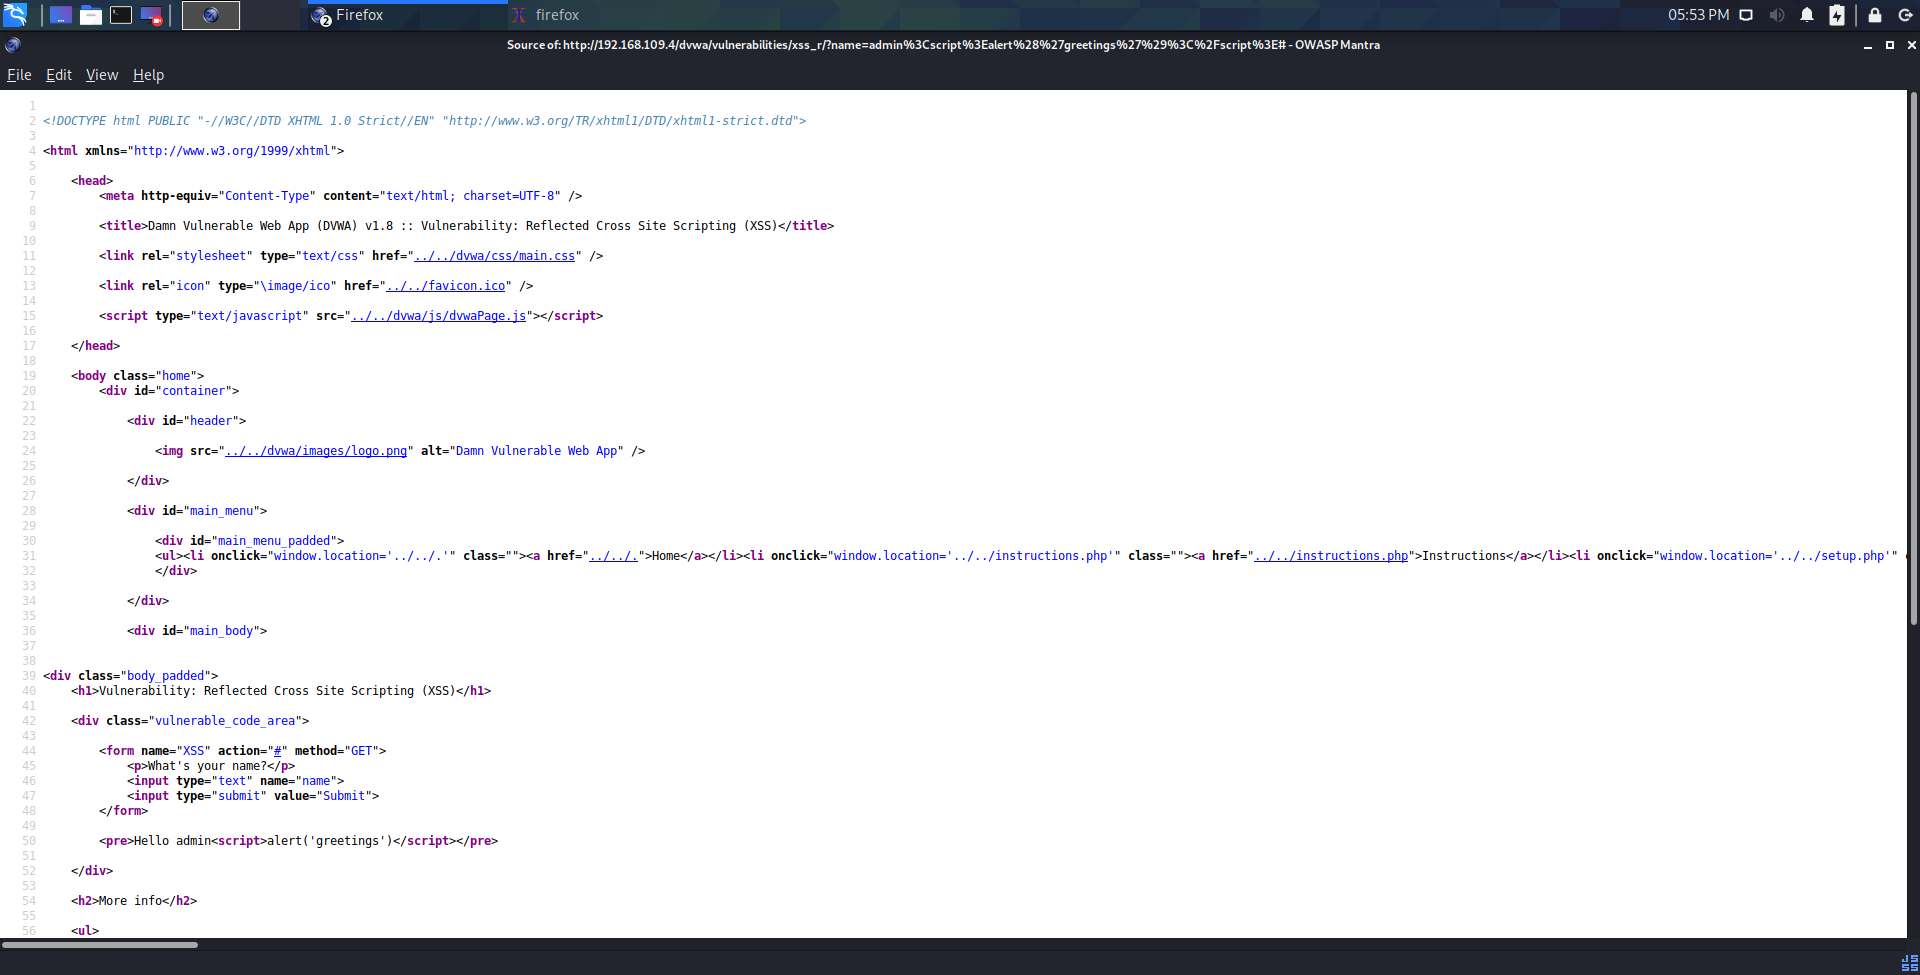 2 Firefox
firefox
05:53 PM
Source of: http://192.168.109.4/dvwa/vulnerabilities/xss_r/?name=admin%3Cscript%3Ealert%28%27greetings%27%29%3C%2Fscript%3E# - OWASP Mantra
File Edit View Help
1
2 <!DOCTYPE html PUBLIC "-//W3C//DTD XHTML 1.0 Strict//EN" "http://www.w3.org/TR/xhtml1/DTD/xhtml1-strict.dtd">
3
4 <html xmlns="http://www.w3.org/1999/xhtml">
5
6 <head>
7 <meta http-equiv="Content-Type" content="text/html; charset=UTF-8" />
8
9 <title>Damn Vulnerable Web App (DVWA) v1.8 :: Vulnerability: Reflected Cross Site Scripting (XSS)</title>
10
11 <link rel="stylesheet" type="text/css" href="../../dvwa/css/main.css" />
12
13 <link rel="icon" type="\image/ico" href="../../favicon.ico" />
14
15 <script type="text/javascript" src="../../dvwa/js/dvwaPage.js"></script>
16
17 </head>
18
19 <body class="home">
20 <div id="container">
21
22 <div id="header">
23
24 <img src="../../dvwa/images/logo.png" alt="Damn Vulnerable Web App" />
25
26 </div>
27
28 <div id="main_menu">
29
30 <div id="main_menu_padded">
31 <ul><li onclick="window.location='../../.'" class=""><a href="../../.">Home</a></li><li onclick="window.location='../../instructions.php'" class=""><a href="../../instructions.php">Instructions</a></li><li onclick="window.location='../../setup.php'"
32 </div>
33
34 </div>
35
36 <div id="main_body">
37
38
39 <div class="body_padded">
40 <h1>Vulnerability: Reflected Cross Site Scripting (XSS)</h1>
41
42 <div class="vulnerable_code_area">
43
44 <form name="XSS" action="#" method="GET">
45 <p>What's your name?</p>
46 <input type="text" name="name">
47 <input type="submit" value="Submit">
48 </form>
49
50 <pre>Hello admin<script>alert('greetings')</script></pre>
51
52 </div>
53
54 <h2>More info</h2>
55
56 <ul>